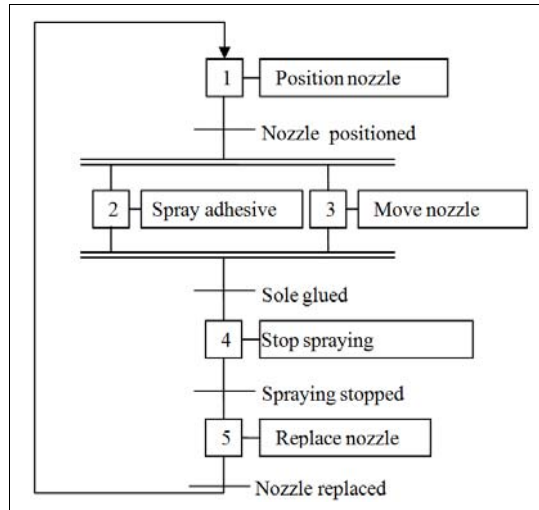 1 Position nozzle
Nozzle positioned
2 Spray adhesive 3 Move nozzle
Sole glued
4 Stop spraying
Spraying stopped
5 Replace nozzle
Nozzle replaced